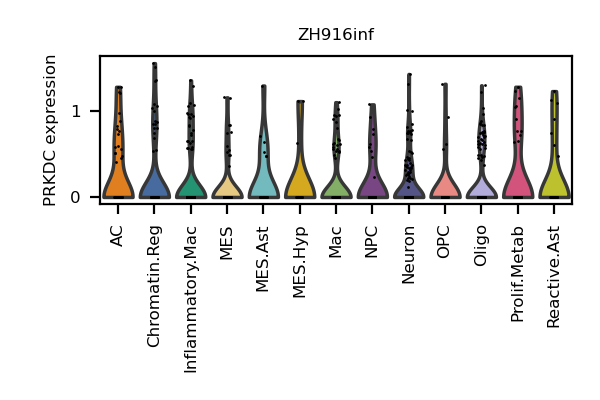 ZH916inf
PRKDC expression
1
0
AC
Chromatin.Reg
Inflammatory.Mac
MES
MES.Ast
MES.Hyp
Mac
NPC
Neuron
OPC
Oligo
Prolif.Metab
Reactive.Ast